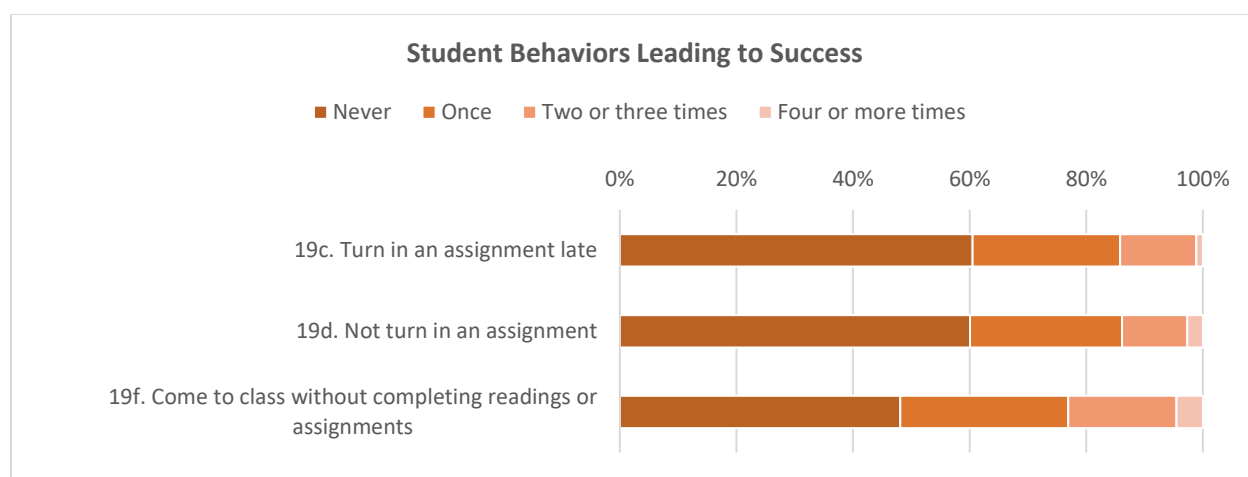 Student Behaviors Leading to Success
Never Once Two or three times Four or more times
0% 20% 40% 60% 80% 100%
19c. Turn in an assignment late
19d. Not turn in an assignment
19f. Come to class without completing readings or
assignments